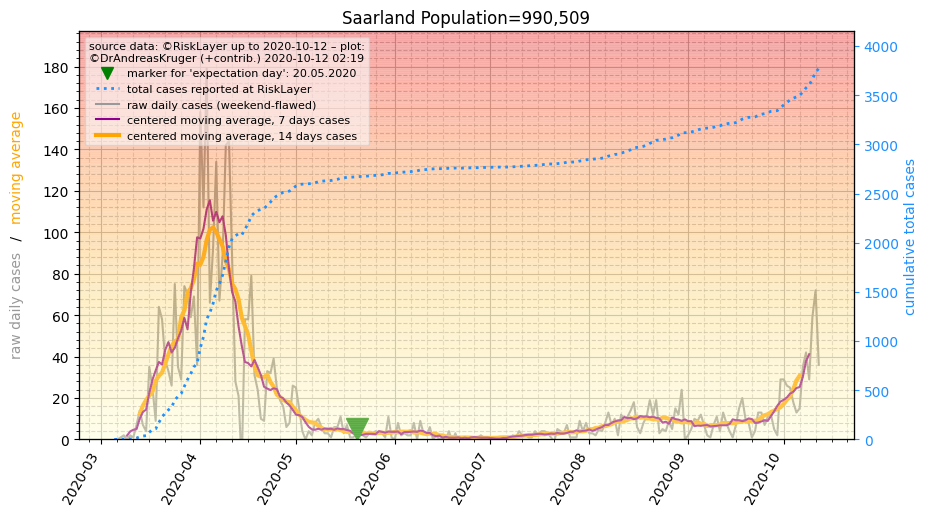 Saarland Population=990,509
source data: ©RiskLayer up to 2020-10-12 – plot:
©DrAndreasKruger (+contrib.) 2020-10-12 02:19
marker for 'expectation day': 20.05.2020
total cases reported at RiskLayer
raw daily cases (weekend-flawed)
centered moving average, 7 days cases
centered moving average, 14 days cases
raw daily cases / moving average
180
160
140
120
100
80
60
40
20
0
4000
3500
3000
2500
2000
1500
1000
500
0
cumulative total cases
2020-03
2020-04
2020-05
2020-06
2020-07
2020-08
2020-09
2020-10